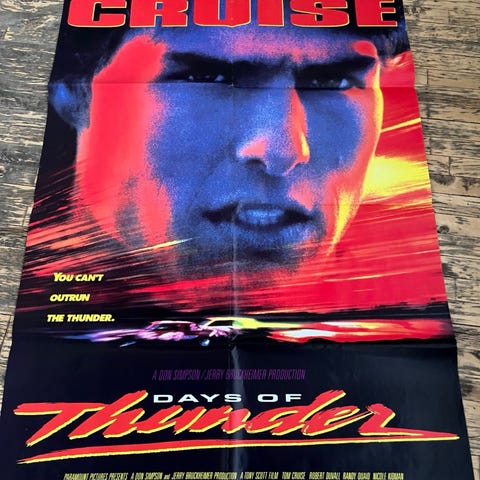 CRUISE
YOU CAN'T
OUTRUN
THE THUNDER.
A DON SIMPSON/JERRY BRUCKHEIMER PRODUCTION
DAYS OF
Thunder
PARAMOUNT PICTURES PRESENTS A DON SIMPSON AND JERRY BRUCKHEIMER PRODUCTION A TONY SCOTT FILM TOM CRUISE ROBERT DUVALL RANDY QUAID NICOLE KIDMAN